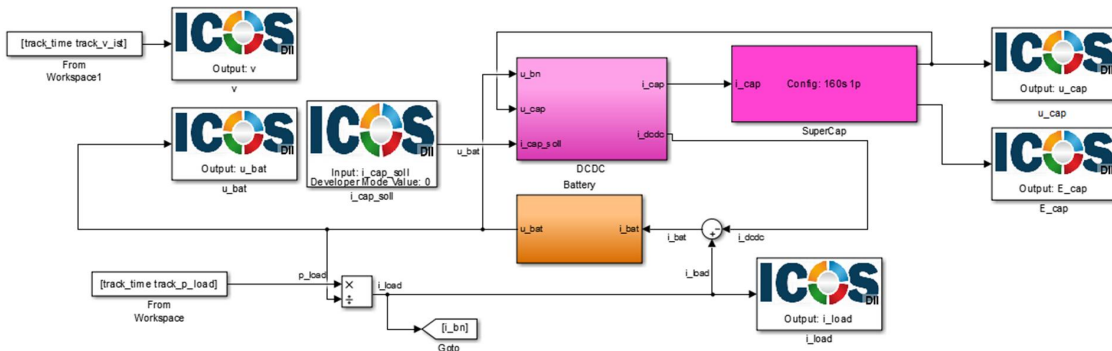 [track_time track_v_ist]
From
Workspace1
ICOS
DII
Output: v
v
ICOS
DII
Output: u_bat
u_bat
ICOS
DII
Input: i_cap_soll
Developer Mode Value: 0
i_cap_soll
u_bat
u_bn
u_cap
i_cap_soll
i_cap
i_dcdc
DCDC
i_cap
Config: 160s1p
SuperCap
ICOS
DII
Output: u_cap
u_cap
ICOS
DII
Output: E_cap
E_cap
Battery
u_bat
i_bat
i_bat
+
-
i_dcdc
i_load
[track_time track_p_load]
From
Workspace
p_load
×
÷
i_load
[i_bn]
Goto
ICOS
DII
Output: i_load
i_load